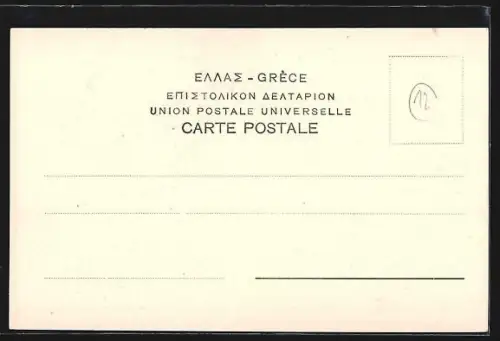 ΕΛΛΑΣ - GRÈCE
ΕΠΙΣΤΟΛΙΚΟΝ ΔΕΛΤΑΡΙΟΝ
UNION POSTALE UNIVERSELLE
CARTE POSTALE
12